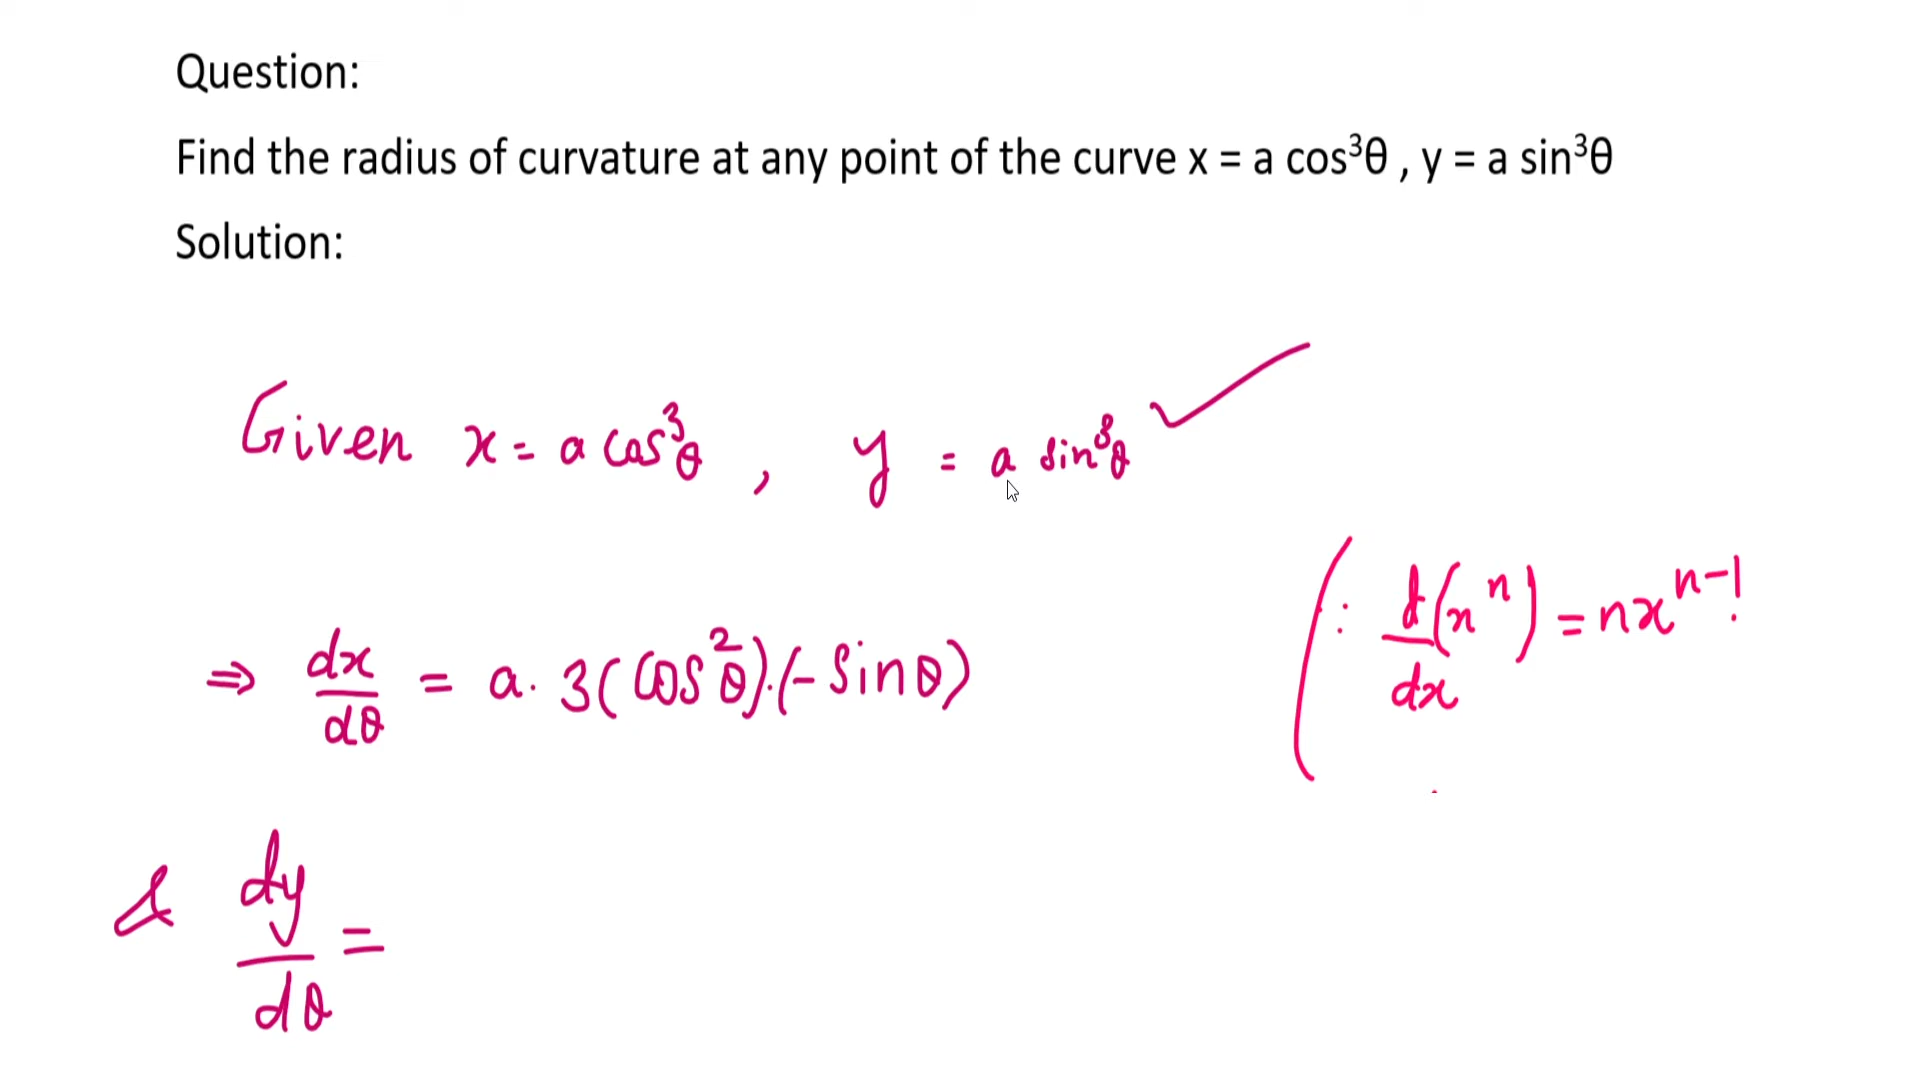 Question:
Find the radius of curvature at any point of the curve x = a cos³θ , y = a sin³θ
Solution:
Given x = a cos³θ , y = a sin³θ
⇒ dx/dθ = a. 3(cos²θ).(-sinθ)
(∵ d/dx (xⁿ) = nxⁿ⁻¹
& dy/dθ =